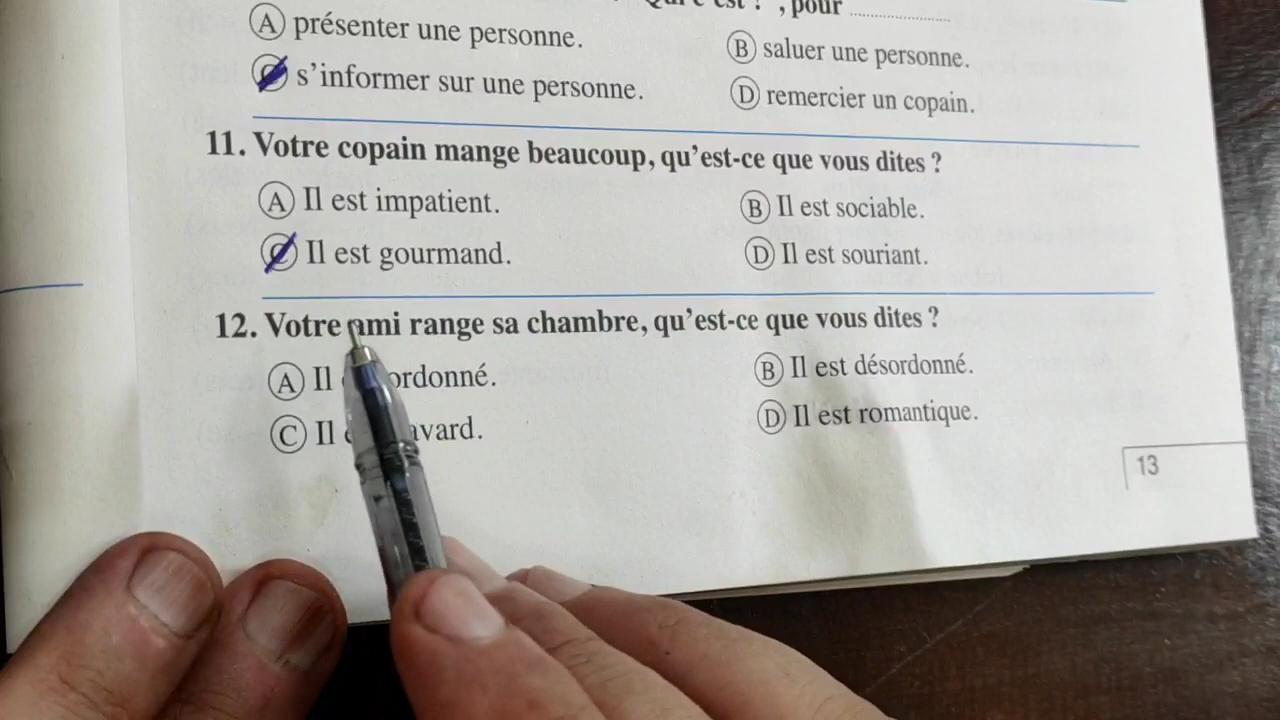 pour ....................
Ⓐ présenter une personne.
Ⓑ saluer une personne.
Ⓒ s'informer sur une personne.
Ⓓ remercier un copain.
11. Votre copain mange beaucoup, qu'est-ce que vous dites ?
Ⓐ Il est impatient.
Ⓑ Il est sociable.
Ⓒ Il est gourmand.
Ⓓ Il est souriant.
12. Votre ami range sa chambre, qu'est-ce que vous dites ?
Ⓐ Il ordonné.
Ⓑ Il est désordonné.
Ⓒ Il
Ⓓ Il est romantique.
13